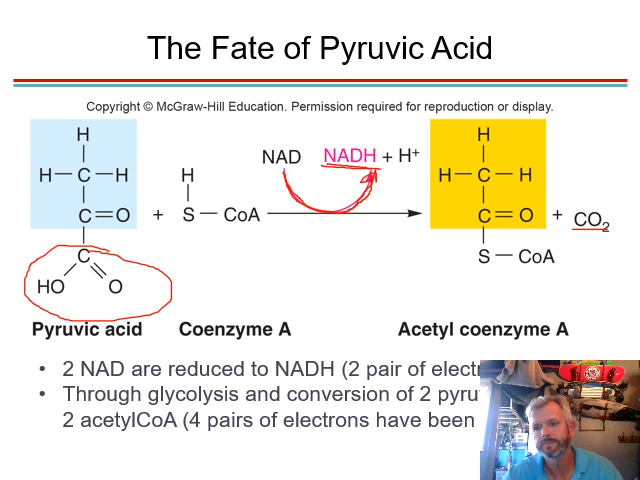 The Fate of Pyruvic Acid
Copyright © McGraw-Hill Education. Permission required for reproduction or display.
H
H—C—H
C=O
C
HO O
Pyruvic acid
+
H
S—CoA
Coenzyme A
NAD NADH + H+
H
H—C—H
C=O
S—CoA
Acetyl coenzyme A
+ CO2
• 2 NAD are reduced to NADH (2 pair of
• Through glycolysis and conversion of 2
2 acetylCoA (4 pairs of electrons have been